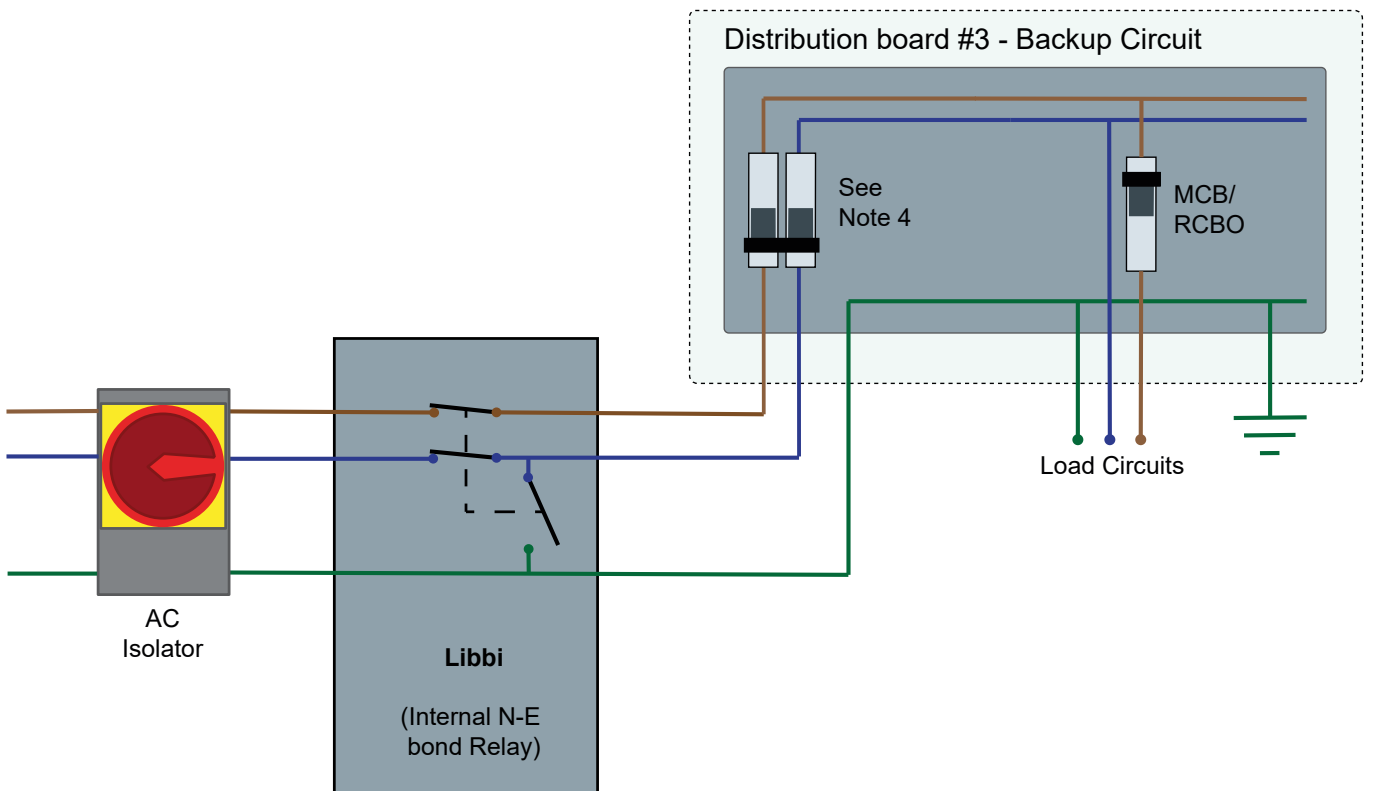 Distribution board #3 - Backup Circuit
See
Note 4
MCB/
RCBO
Load Circuits
AC
Isolator
Libbi
(Internal N-E
bond Relay)